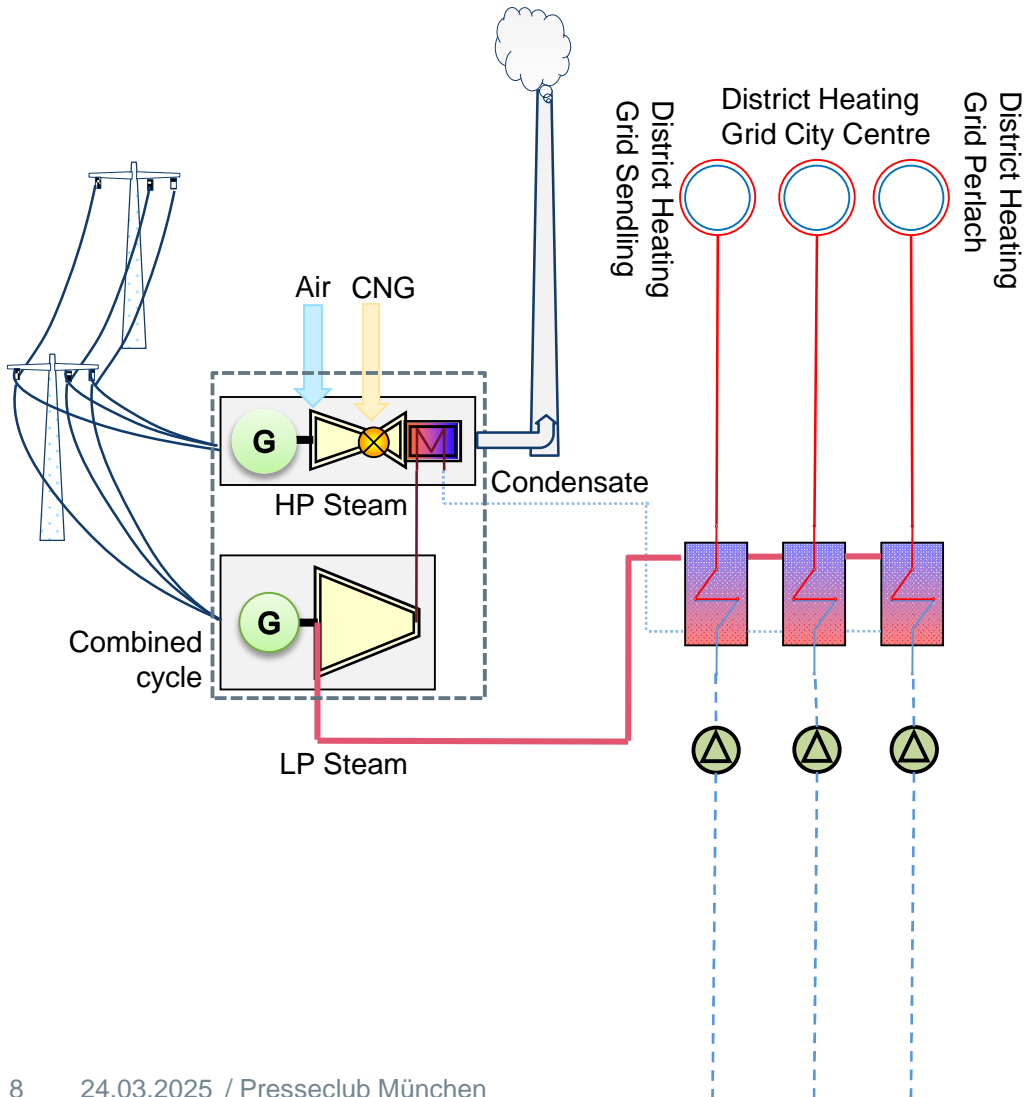 District Heating
Grid Sendling
District Heating
Grid City Centre
District Heating
Grid Perlach
Air
CNG
G
HP Steam
Condensate
G
Combined
cycle
LP Steam
8 24.03.2025 / Presseclub München